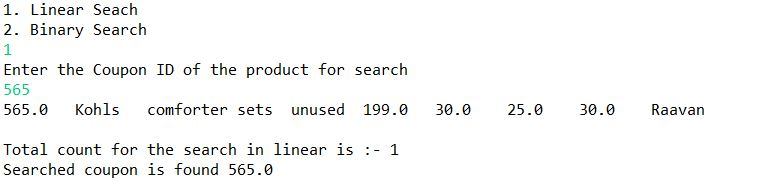 1. Linear Seach
2. Binary Search
1
Enter the Coupon ID of the product for search
565
565.0 Kohls comforter sets unused 199.0 30.0 25.0 30.0 Raavan
Total count for the search in linear is :- 1
Searched coupon is found 565.0